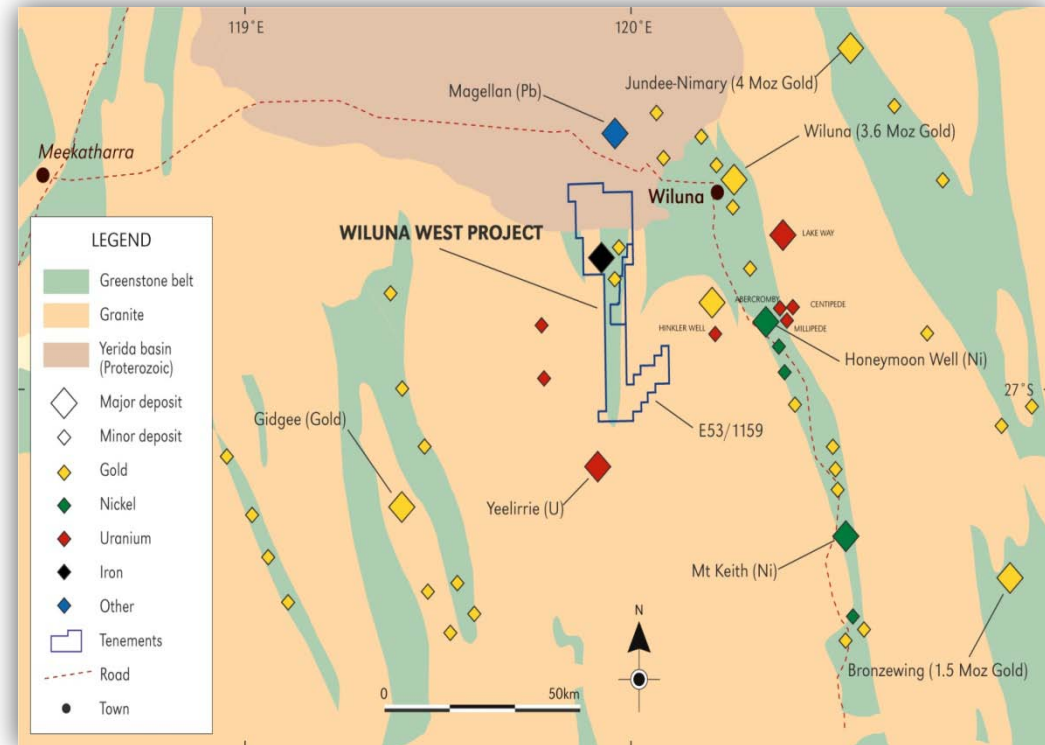 119°E
120°E
Magellan (Pb)
Jundee-Nimary (4 Moz Gold)
Wiluna (3.6 Moz Gold)
Meekatharra
Wiluna
WILUNA WEST PROJECT
LAKE WAY
ABERCROMBY
CENTIPEDE
MILLIPEDE
HINKLER WELL
Honeymoon Well (Ni)
27°S
E53/1159
Gidgee (Gold)
Yeelirrie (U)
Mt Keith (Ni)
Bronzewing (1.5 Moz Gold)
LEGEND
Greenstone belt
Granite
Yerida basin
(Proterozoic)
Major deposit
Minor deposit
Gold
Nickel
Uranium
Iron
Other
Tenements
Road
Town
N
0
50km